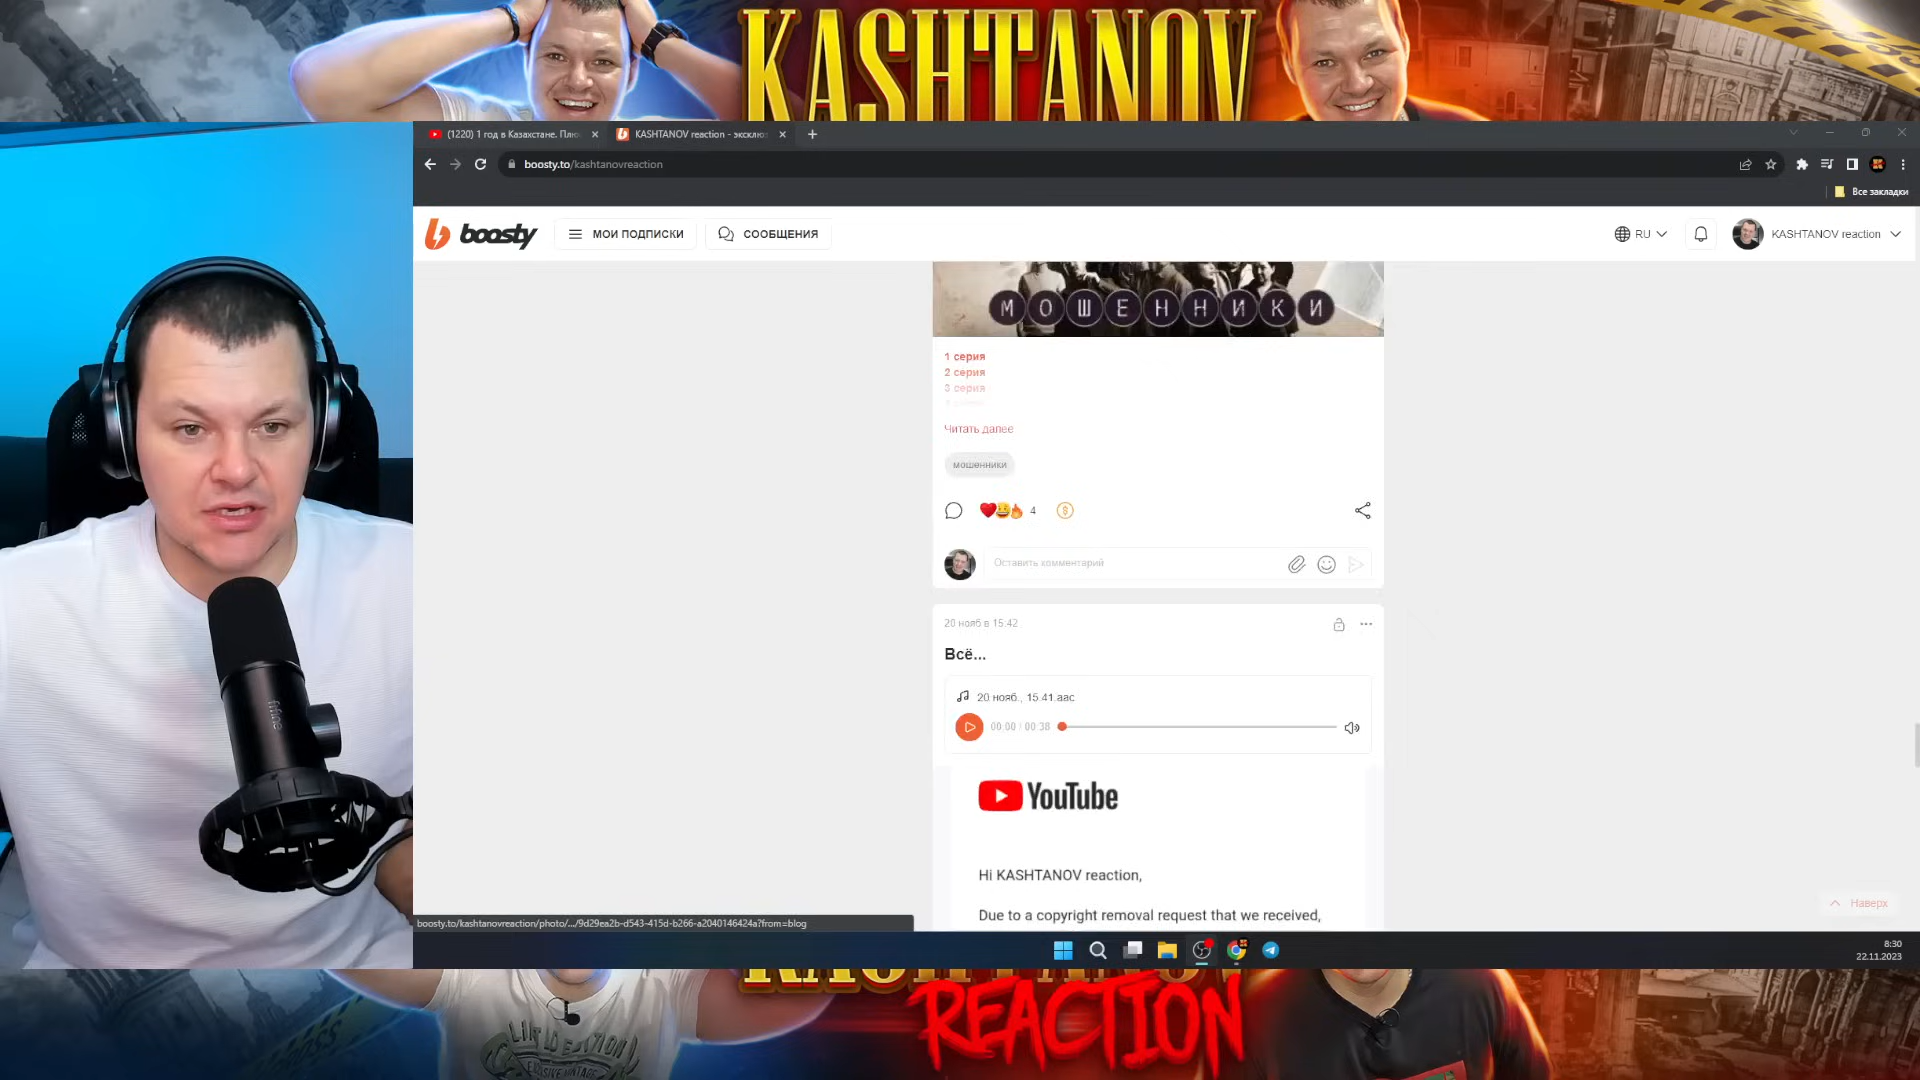 KASHTANOV
(1220) 1 год в Казахстане. Плю
KASHTANOV reaction - эксклюз
boosty.to/kashtanovreaction
Все закладки
boosty
МОИ ПОДПИСКИ
СООБЩЕНИЯ
RU
KASHTANOV reaction
МОШЕННИКИ
1 серия
2 серия
3 серия
Читать далее
мошенники
4
Оставить комментарий
20 нояб в 15:42
Всё...
20 нояб., 15.41.aac
00:00 / 00:38
YouTube
Hi KASHTANOV reaction,
Due to a copyright removal request that we received,
Наверх
boosty.to/kashtanovreaction/photo/.../9d29ea2b-d543-415d-b266-a2040146424a?from=blog
8:30
22.11.2023
fifine
REACTION